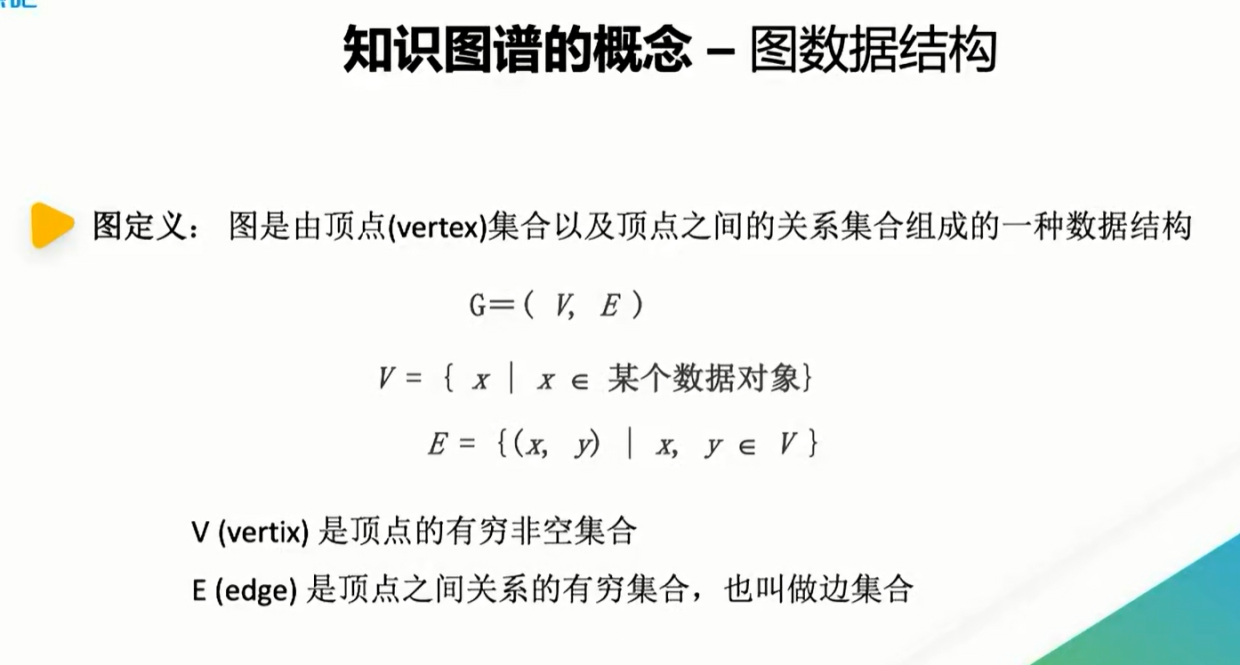 知识图谱的概念 – 图数据结构
图定义： 图是由顶点(vertex)集合以及顶点之间的关系集合组成的一种数据结构
G＝( V, E )
V = { x | x ∈ 某个数据对象}
E = {(x, y) | x, y ∈ V }
V (vertix) 是顶点的有穷非空集合
E (edge) 是顶点之间关系的有穷集合，也叫做边集合